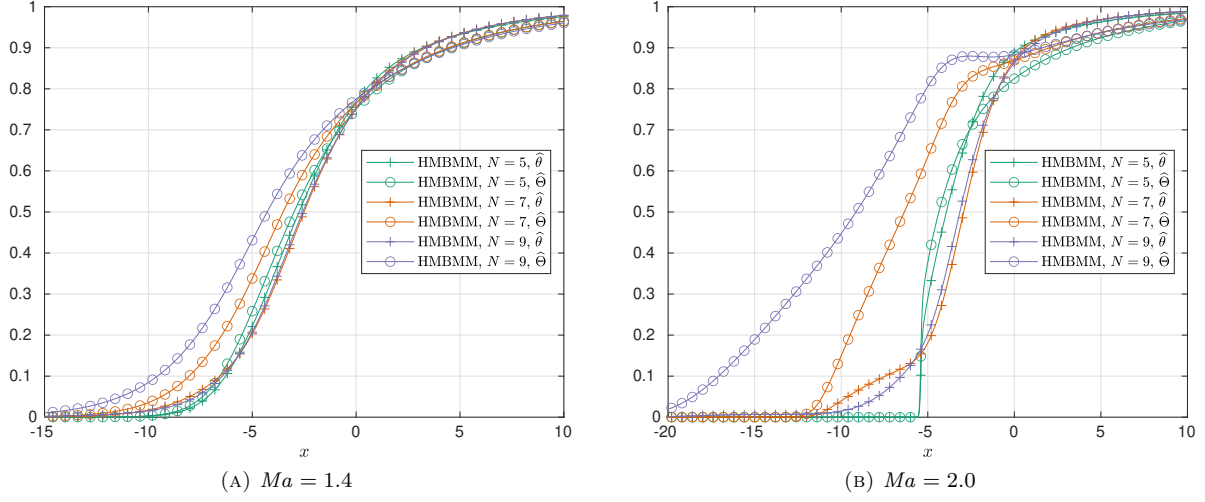 1
0.9
0.8
0.7
0.6
0.5
0.4
0.3
0.2
0.1
0
HMBMM, N = 5, θ̂
HMBMM, N = 5, Θ̂
HMBMM, N = 7, θ̂
HMBMM, N = 7, Θ̂
HMBMM, N = 9, θ̂
HMBMM, N = 9, Θ̂
-15 -10 -5 0 5 10
x
(A) Ma = 1.4
1
0.9
0.8
0.7
0.6
0.5
0.4
0.3
0.2
0.1
0
HMBMM, N = 5, θ̂
HMBMM, N = 5, Θ̂
HMBMM, N = 7, θ̂
HMBMM, N = 7, Θ̂
HMBMM, N = 9, θ̂
HMBMM, N = 9, Θ̂
-20 -15 -10 -5 0 5 10
x
(B) Ma = 2.0